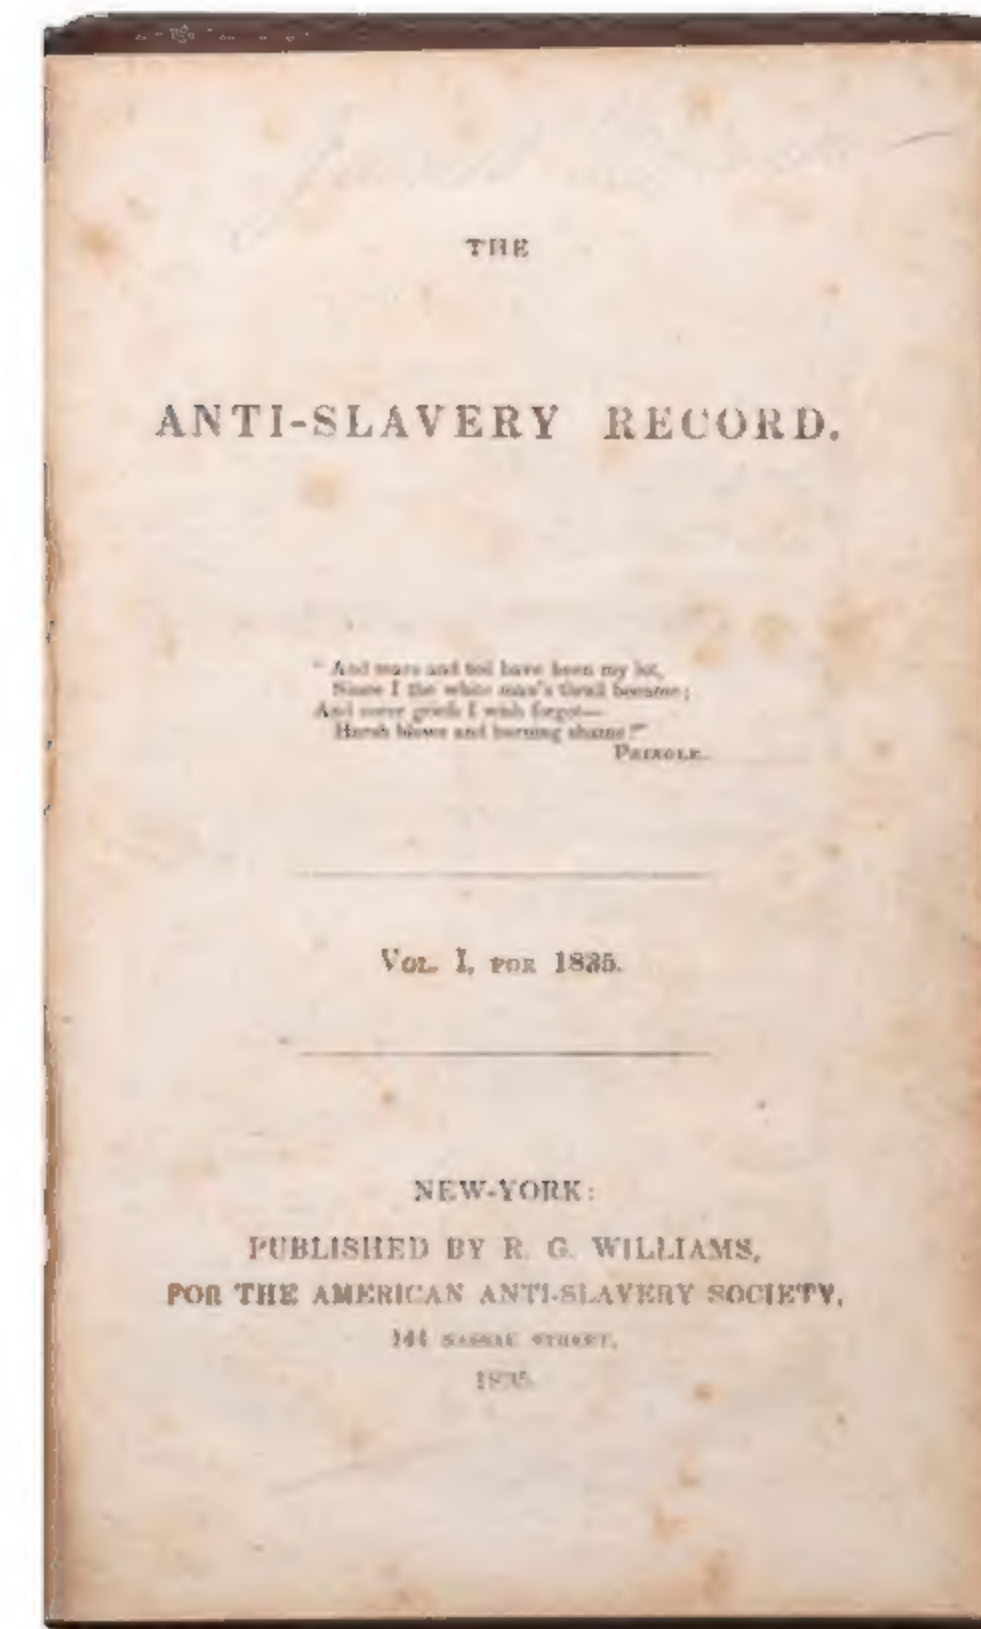 THE
ANTI-SLAVERY RECORD.
" And tears and toil have been my lot,
Since I the white man's thrall became;
And sorer griefs I wish forgot—
Harsh blows and burning shame!"
PRINGLE.
VOL. I, FOR 1835.
NEW-YORK:
PUBLISHED BY R. G. WILLIAMS,
FOR THE AMERICAN ANTI-SLAVERY SOCIETY,
144 NASSAU STREET.
1835.